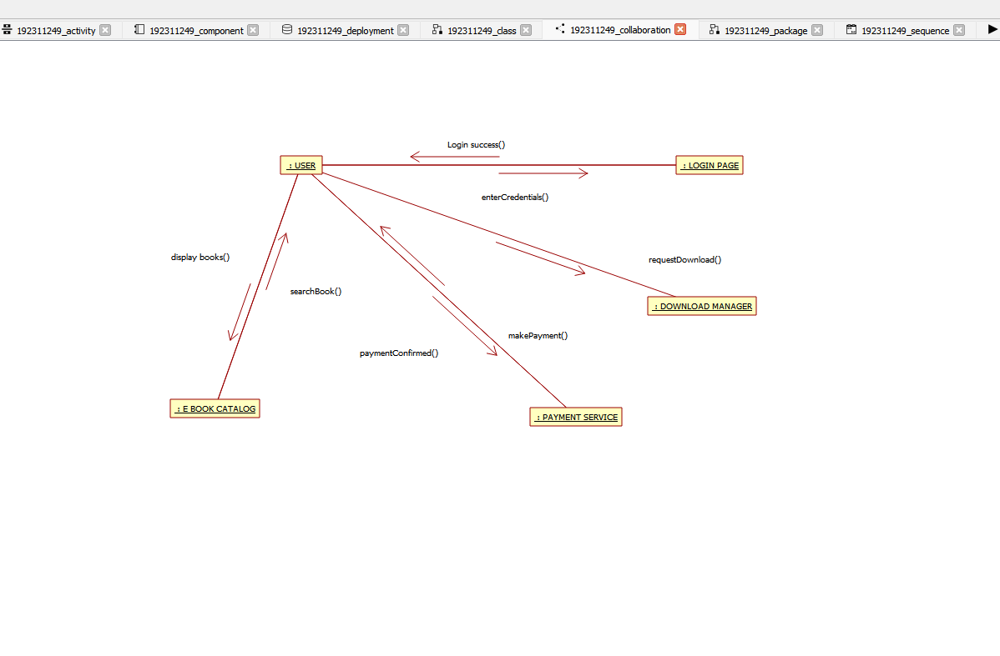 192311249_activity
192311249_component
192311249_deployment
192311249_class
192311249_collaboration
192311249_package
192311249_sequence
Login success()
: USER
: LOGIN PAGE
enterCredentials()
display books()
requestDownload()
searchBook()
: DOWNLOAD MANAGER
makePayment()
paymentConfirmed()
: E BOOK CATALOG
: PAYMENT SERVICE